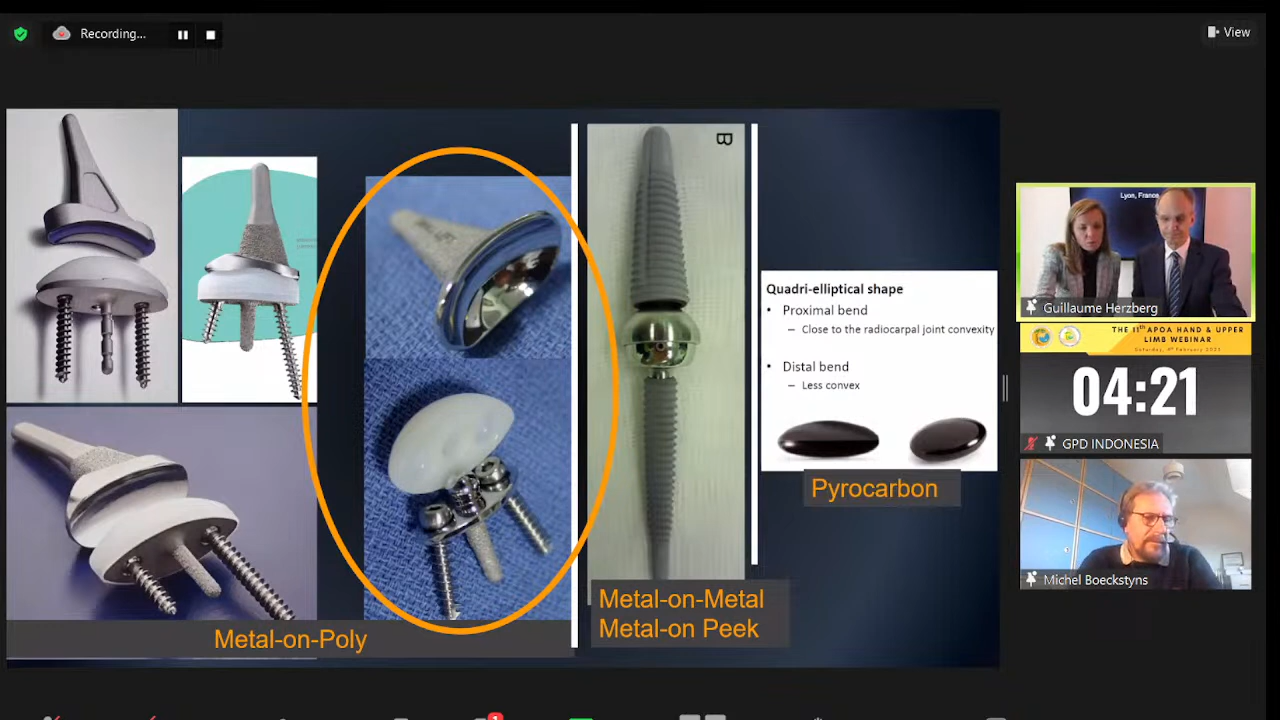 Recording...
View
B
Quadri-elliptical shape
• Proximal bend
– Close to the radiocarpal joint convexity
• Distal bend
– Less convex
Pyrocarbon
Metal-on-Metal
Metal-on Peek
Metal-on-Poly
Lyon, France
Guillaume Herzberg
THE 11th APOA HAND & UPPER
LIMB WEBINAR
04:21
GPD INDONESIA
Michel Boeckstyns
1